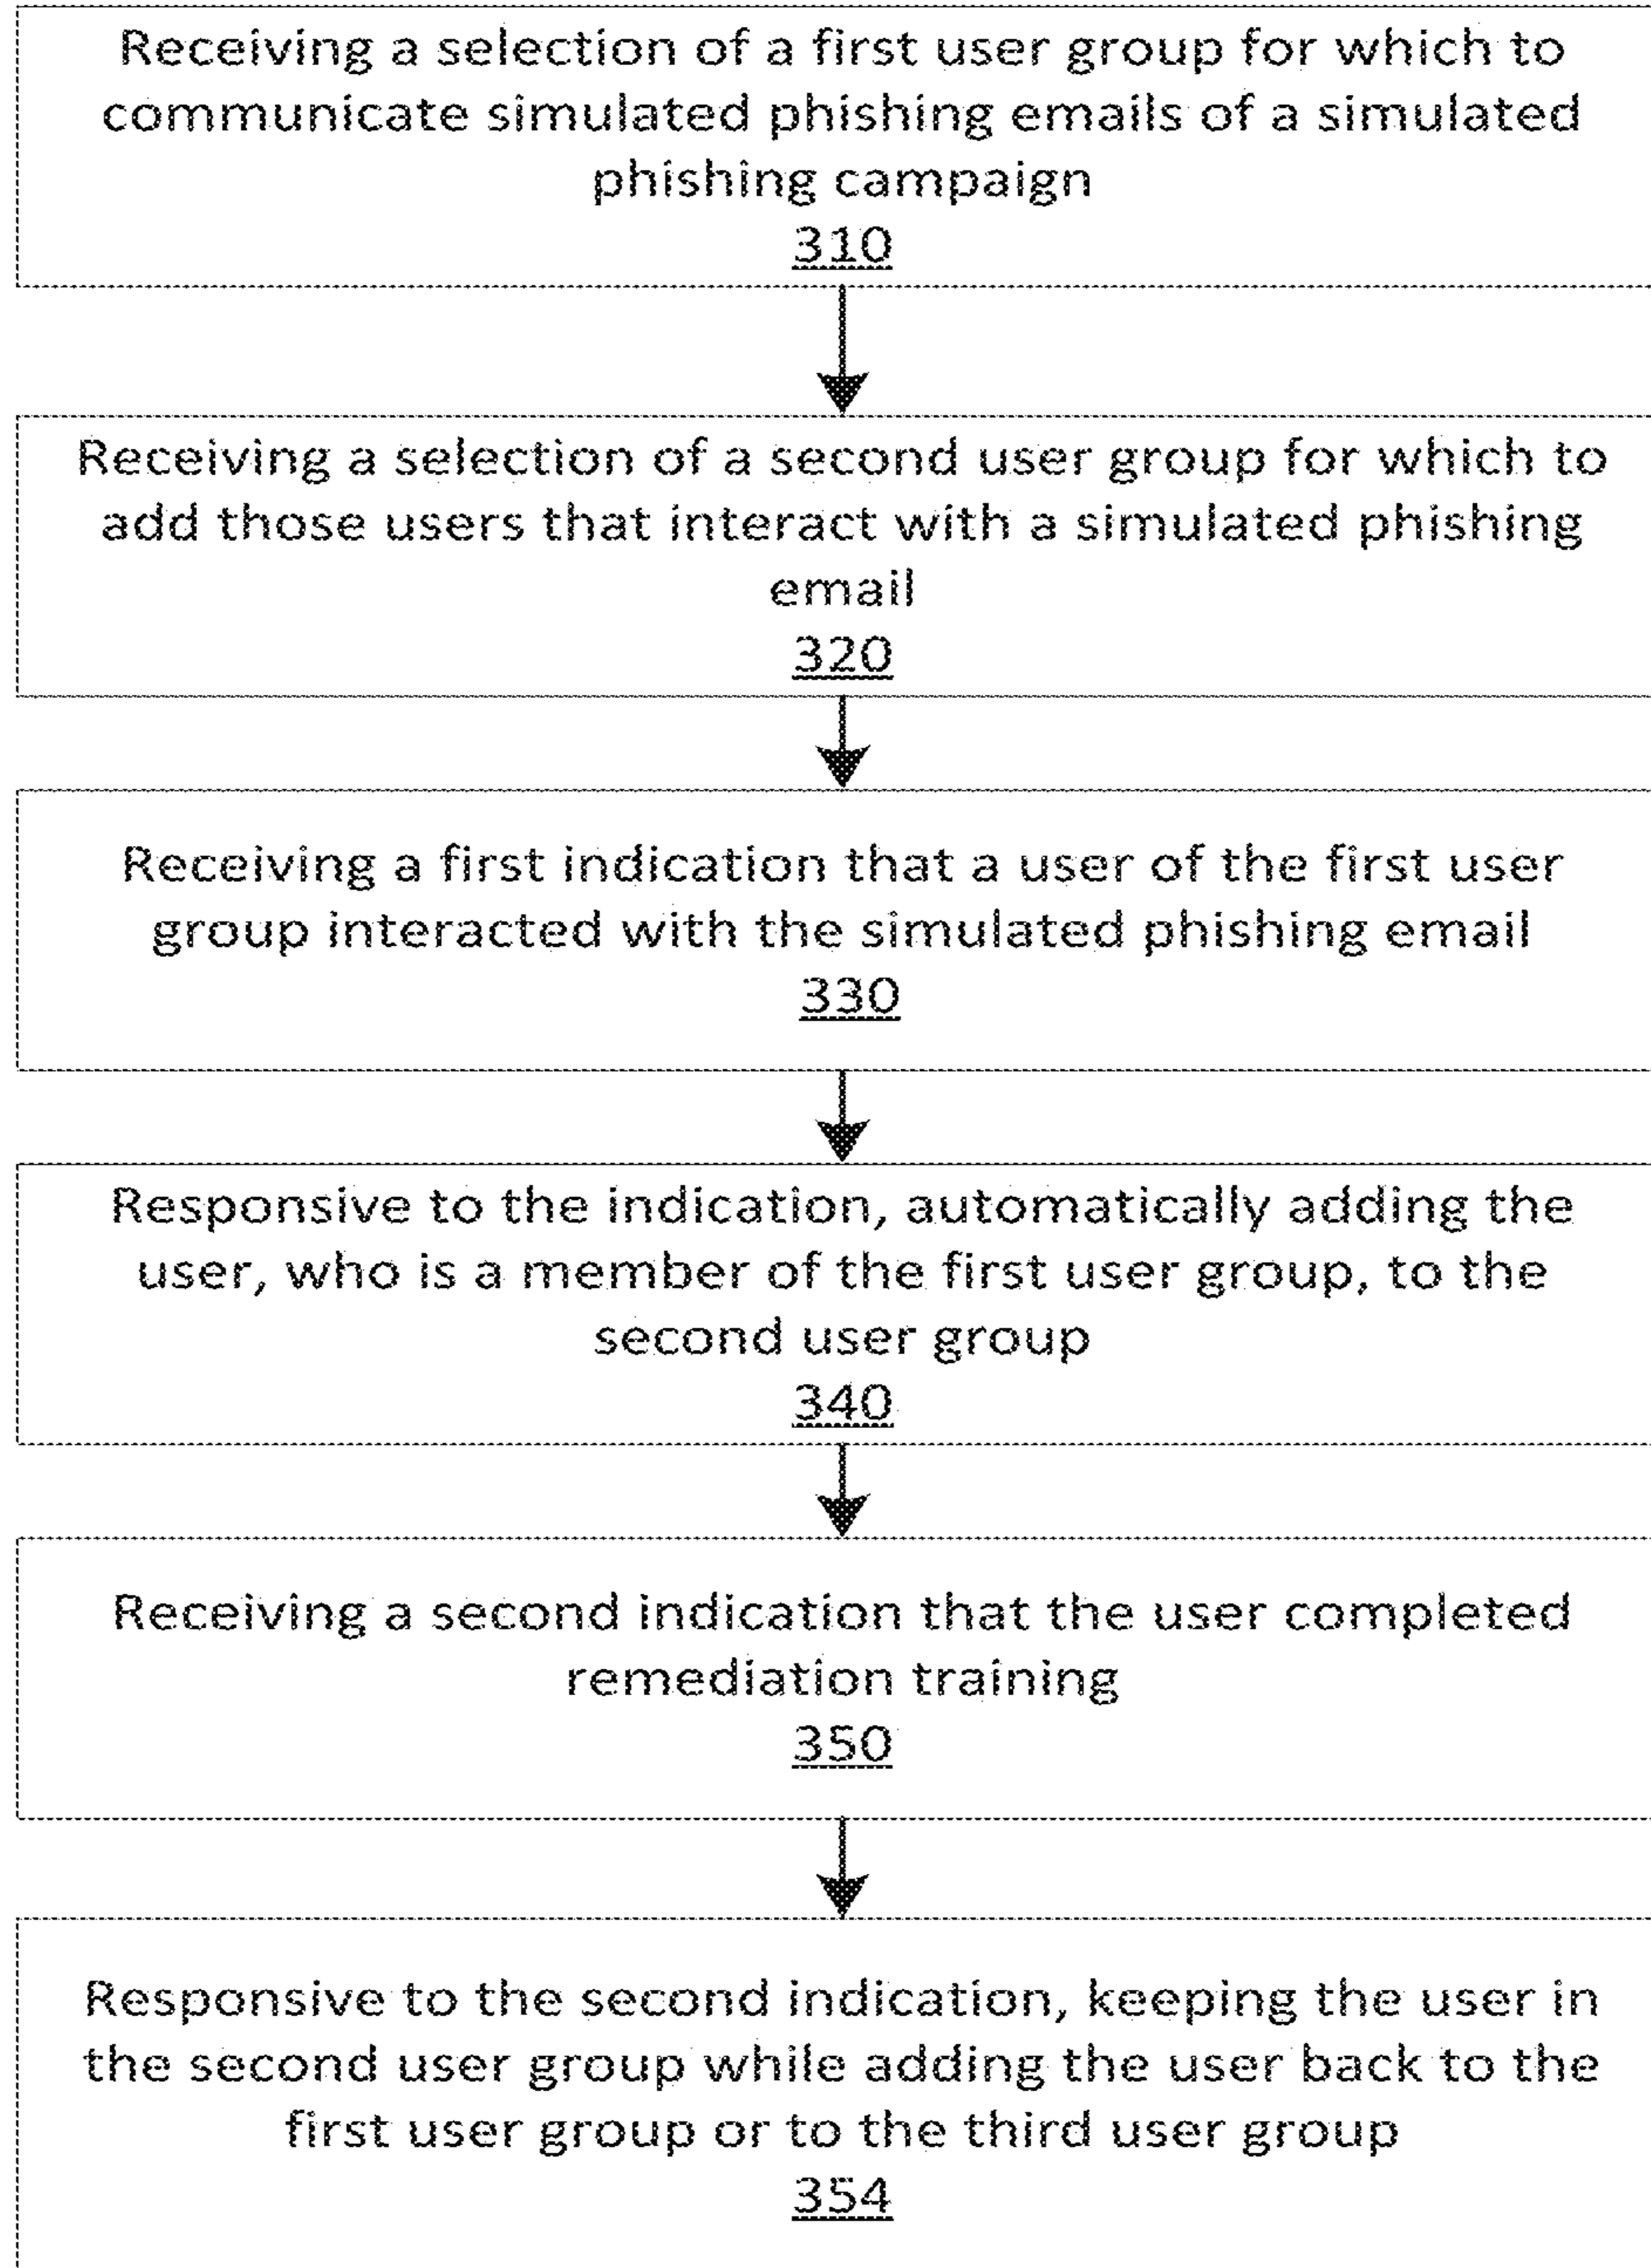 Receiving a selection of a first user group for which to
communicate simulated phishing emails of a simulated
phishing campaign
310
Receiving a selection of a second user group for which to
add those users that interact with a simulated phishing
email
320
Receiving a first indication that a user of the first user
group interacted with the simulated phishing email
330
Responsive to the indication, automatically adding the
user, who is a member of the first user group, to the
second user group
340
Receiving a second indication that the user completed
remediation training
350
Responsive to the second indication, keeping the user in
the second user group while adding the user back to the
first user group or to the third user group
354